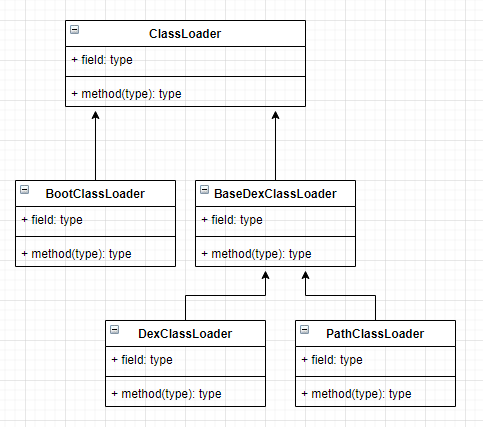 ClassLoader
+ field: type
+ method(type): type
BootClassLoader
+ field: type
+ method(type): type
BaseDexClassLoader
+ field: type
+ method(type): type
DexClassLoader
+ field: type
+ method(type): type
PathClassLoader
+ field: type
+ method(type): type